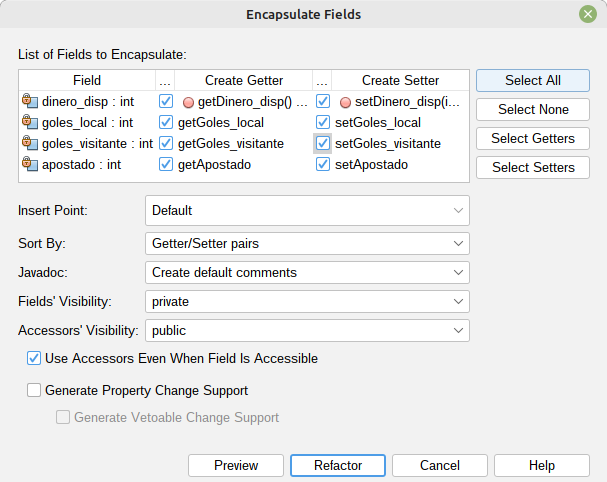 Encapsulate Fields
List of Fields to Encapsulate:
Field ... Create Getter ... Create Setter
dinero_disp : int getDinero_disp() ... setDinero_disp(i...
goles_local : int getGoles_local setGoles_local
goles_visitante : int getGoles_visitante setGoles_visitante
apostado : int getApostado setApostado
Select All
Select None
Select Getters
Select Setters
Insert Point: Default
Sort By: Getter/Setter pairs
Javadoc: Create default comments
Fields' Visibility: private
Accessors' Visibility: public
Use Accessors Even When Field Is Accessible
Generate Property Change Support
Generate Vetoable Change Support
Preview Refactor Cancel Help